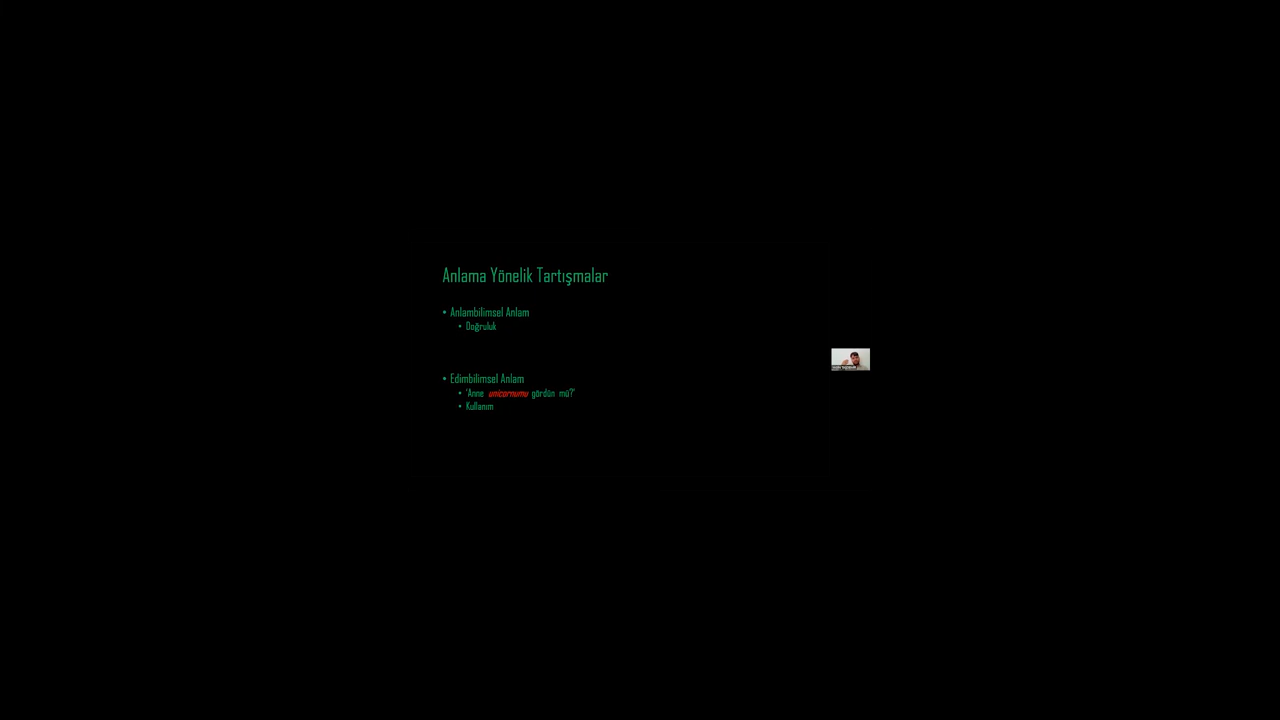 Anlama Yönelik Tartışmalar
• Anlambilimsel Anlam
• Doğruluk
• Edimbilimsel Anlam
• 'Anne unicornumu gördün mü?'
• Kullanım